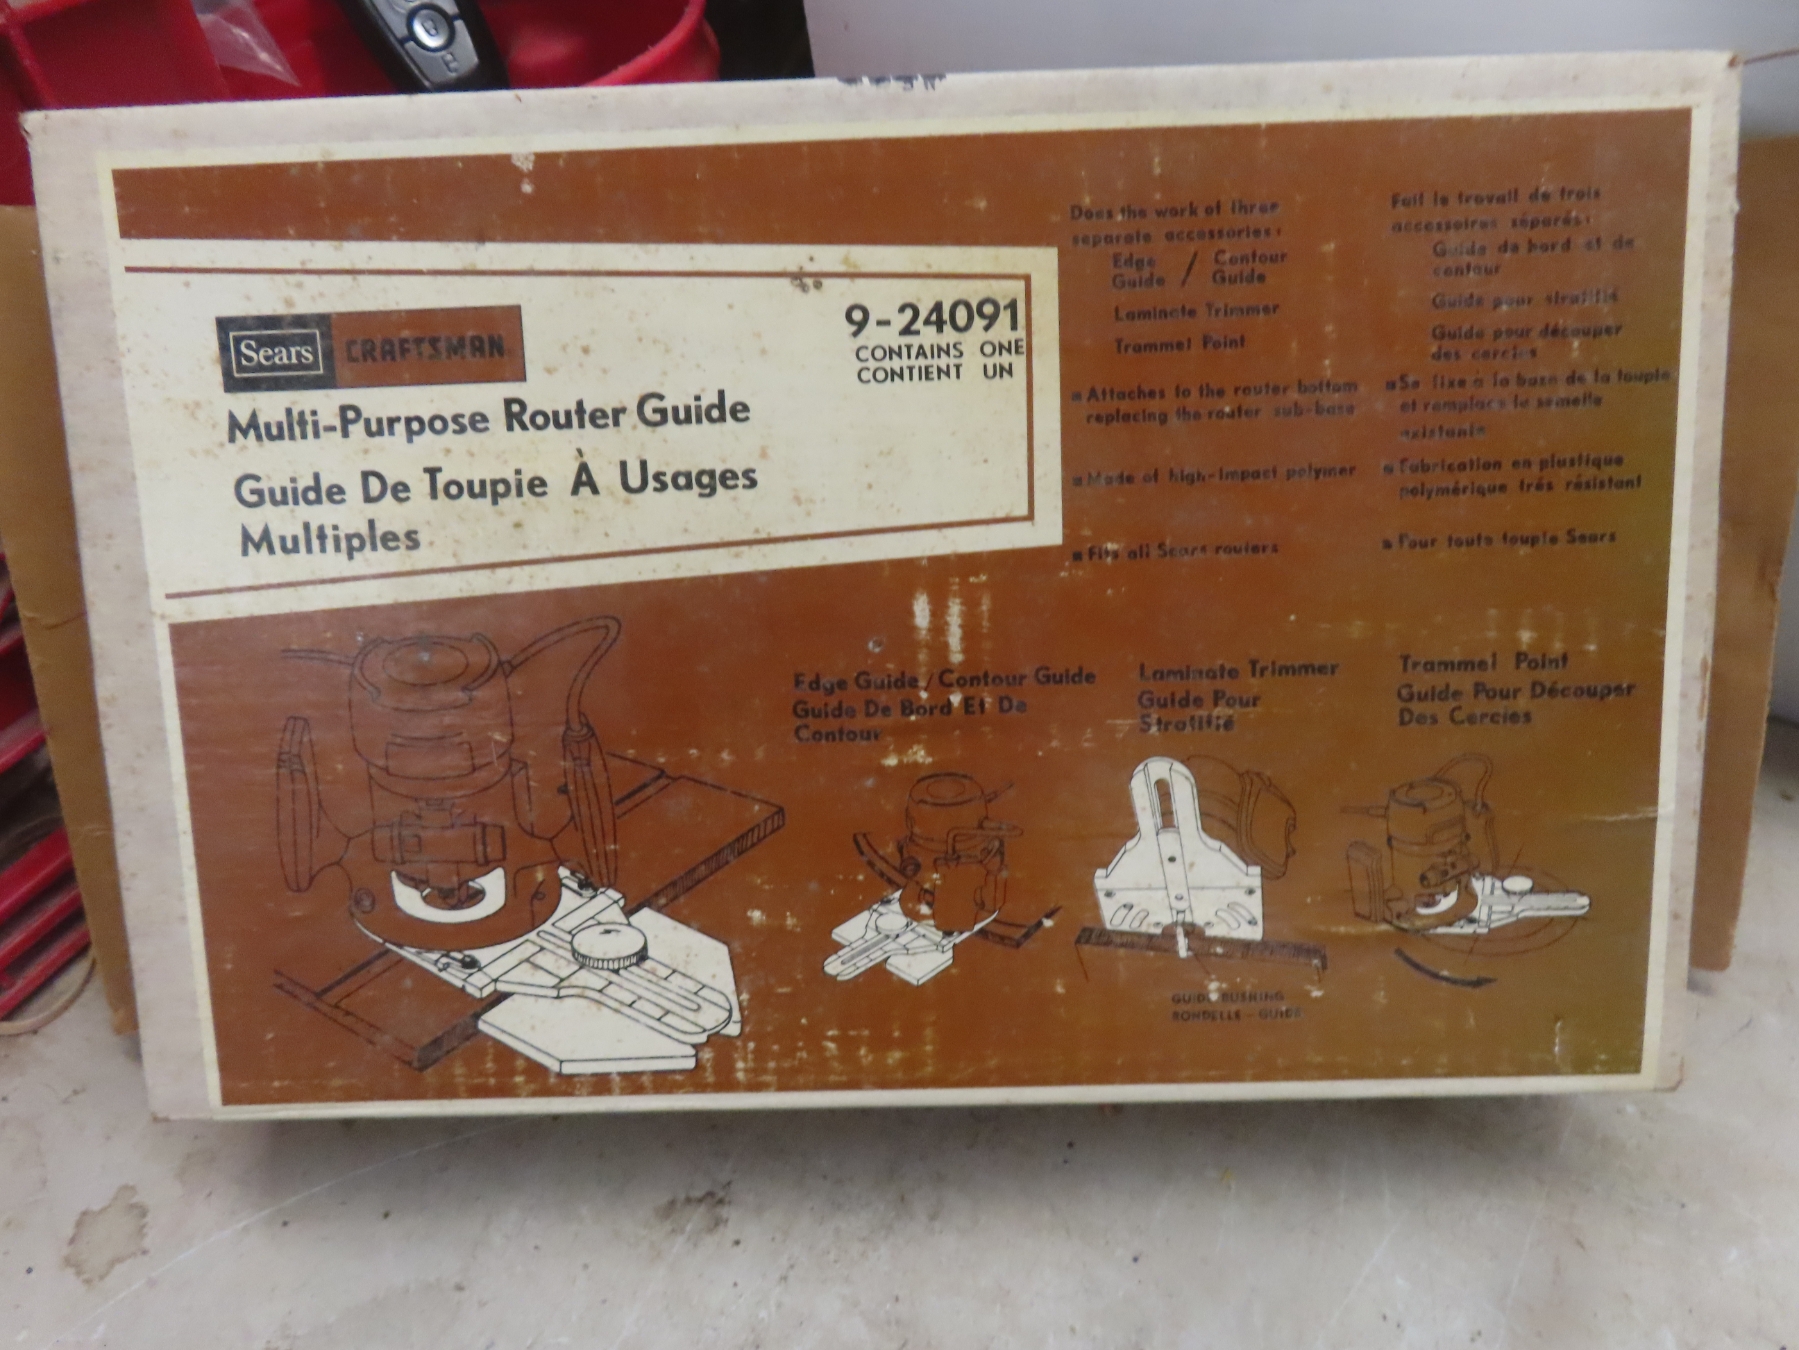 Sears CRAFTSMAN
9-24091
CONTAINS ONE
CONTIENT UN
Multi-Purpose Router Guide
Guide De Toupie À Usages
Multiples
Does the work of three
separate accessories:
Edge / Contour
Guide / Guide
Laminate Trimmer
Trammel Point
▪ Attaches to the router bottom
replacing the router sub-base
▪ Made of high-impact polymer
▪ Fits all Sears routers
Fait le travail de trois
accessoires séparés:
Guide de bord et de
contour
Guide pour stratifié
Guide pour découper
des cercles
▪ Se fixe à la base de la toupie
et remplace la semelle
existante
▪ Fabrication en plastique
polymérique trés résistant
▪ Pour toute toupie Sears
Edge Guide/Contour Guide
Guide De Bord Et De
Contour
Laminate Trimmer
Guide Pour
Stratifié
Trammel Point
Guide Pour Découper
Des Cercles
GUIDE BUSHING
RONDELLE - GUIDE